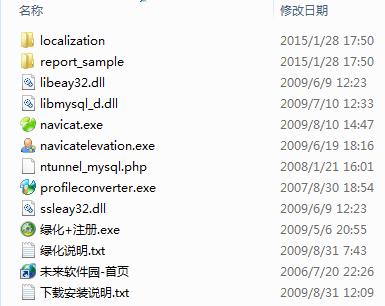 名称 修改日期
localization 2015/1/28 17:50
report_sample 2015/1/28 17:50
libeay32.dll 2009/6/9 12:23
libmysql_d.dll 2009/7/10 12:33
navicat.exe 2009/8/10 14:47
navicatelevation.exe 2009/6/19 18:16
ntunnel_mysql.php 2008/1/21 16:01
profileconverter.exe 2007/8/30 18:54
ssleay32.dll 2009/6/9 12:23
绿化+注册.exe 2009/5/6 20:55
绿化说明.txt 2009/8/31 7:43
未来软件园-首页 2006/7/20 22:26
下载安装说明.txt 2009/8/31 12:09